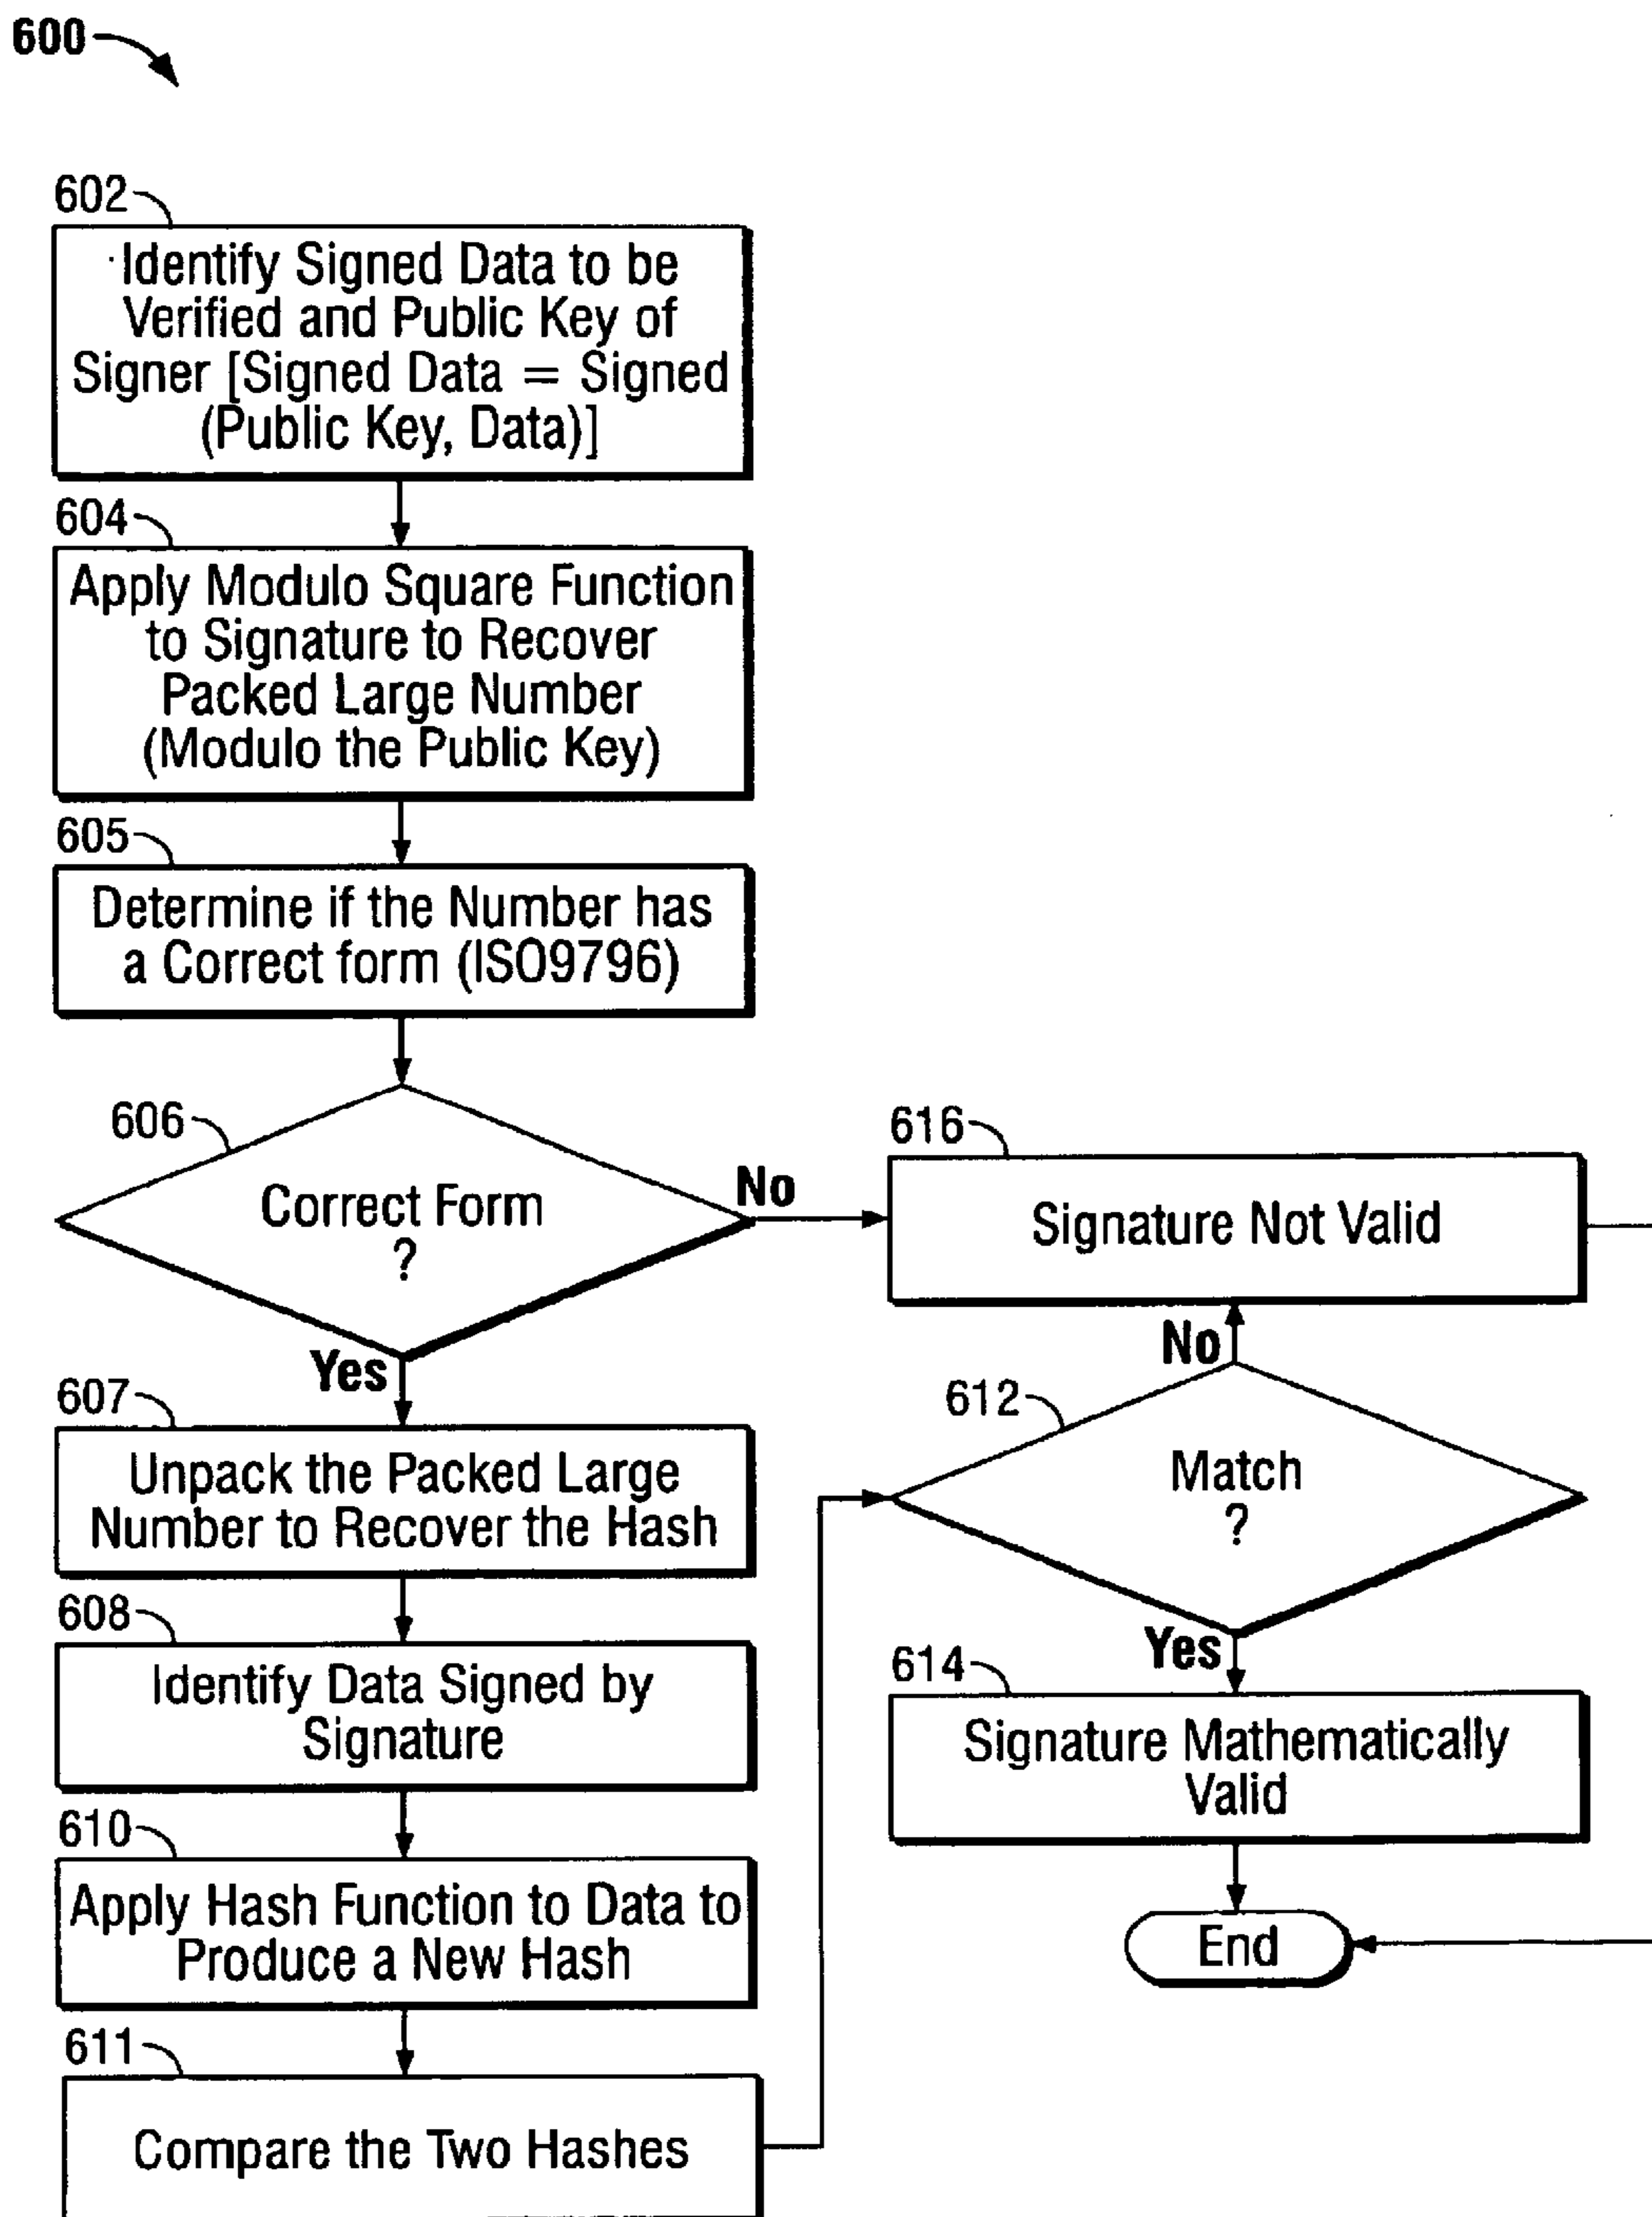 600
602
Identify Signed Data to be
Verified and Public Key of
Signer [Signed Data = Signed
(Public Key, Data)]
604
Apply Modulo Square Function
to Signature to Recover
Packed Large Number
(Modulo the Public Key)
605
Determine if the Number has
a Correct form (ISO9796)
606
Correct Form
?
No
Yes
616
Signature Not Valid
607
Unpack the Packed Large
Number to Recover the Hash
608
Identify Data Signed by
Signature
610
Apply Hash Function to Data to
Produce a New Hash
611
Compare the Two Hashes
612
Match
?
No
Yes
614
Signature Mathematically
Valid
End